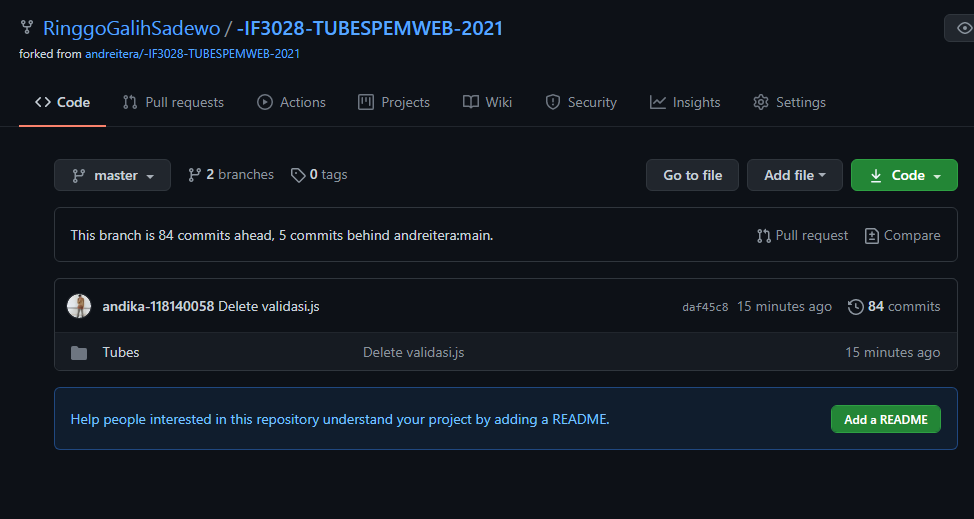 RinggoGalihSadewo / -IF3028-TUBESPEMWEB-2021
forked from andreitera/-IF3028-TUBESPEMWEB-2021
Code Pull requests Actions Projects Wiki Security Insights Settings
master 2 branches 0 tags Go to file Add file Code
This branch is 84 commits ahead, 5 commits behind andreitera:main. Pull request Compare
andika-118140058 Delete validasi.js daf45c8 15 minutes ago 84 commits
Tubes Delete validasi.js 15 minutes ago
Help people interested in this repository understand your project by adding a README. Add a README